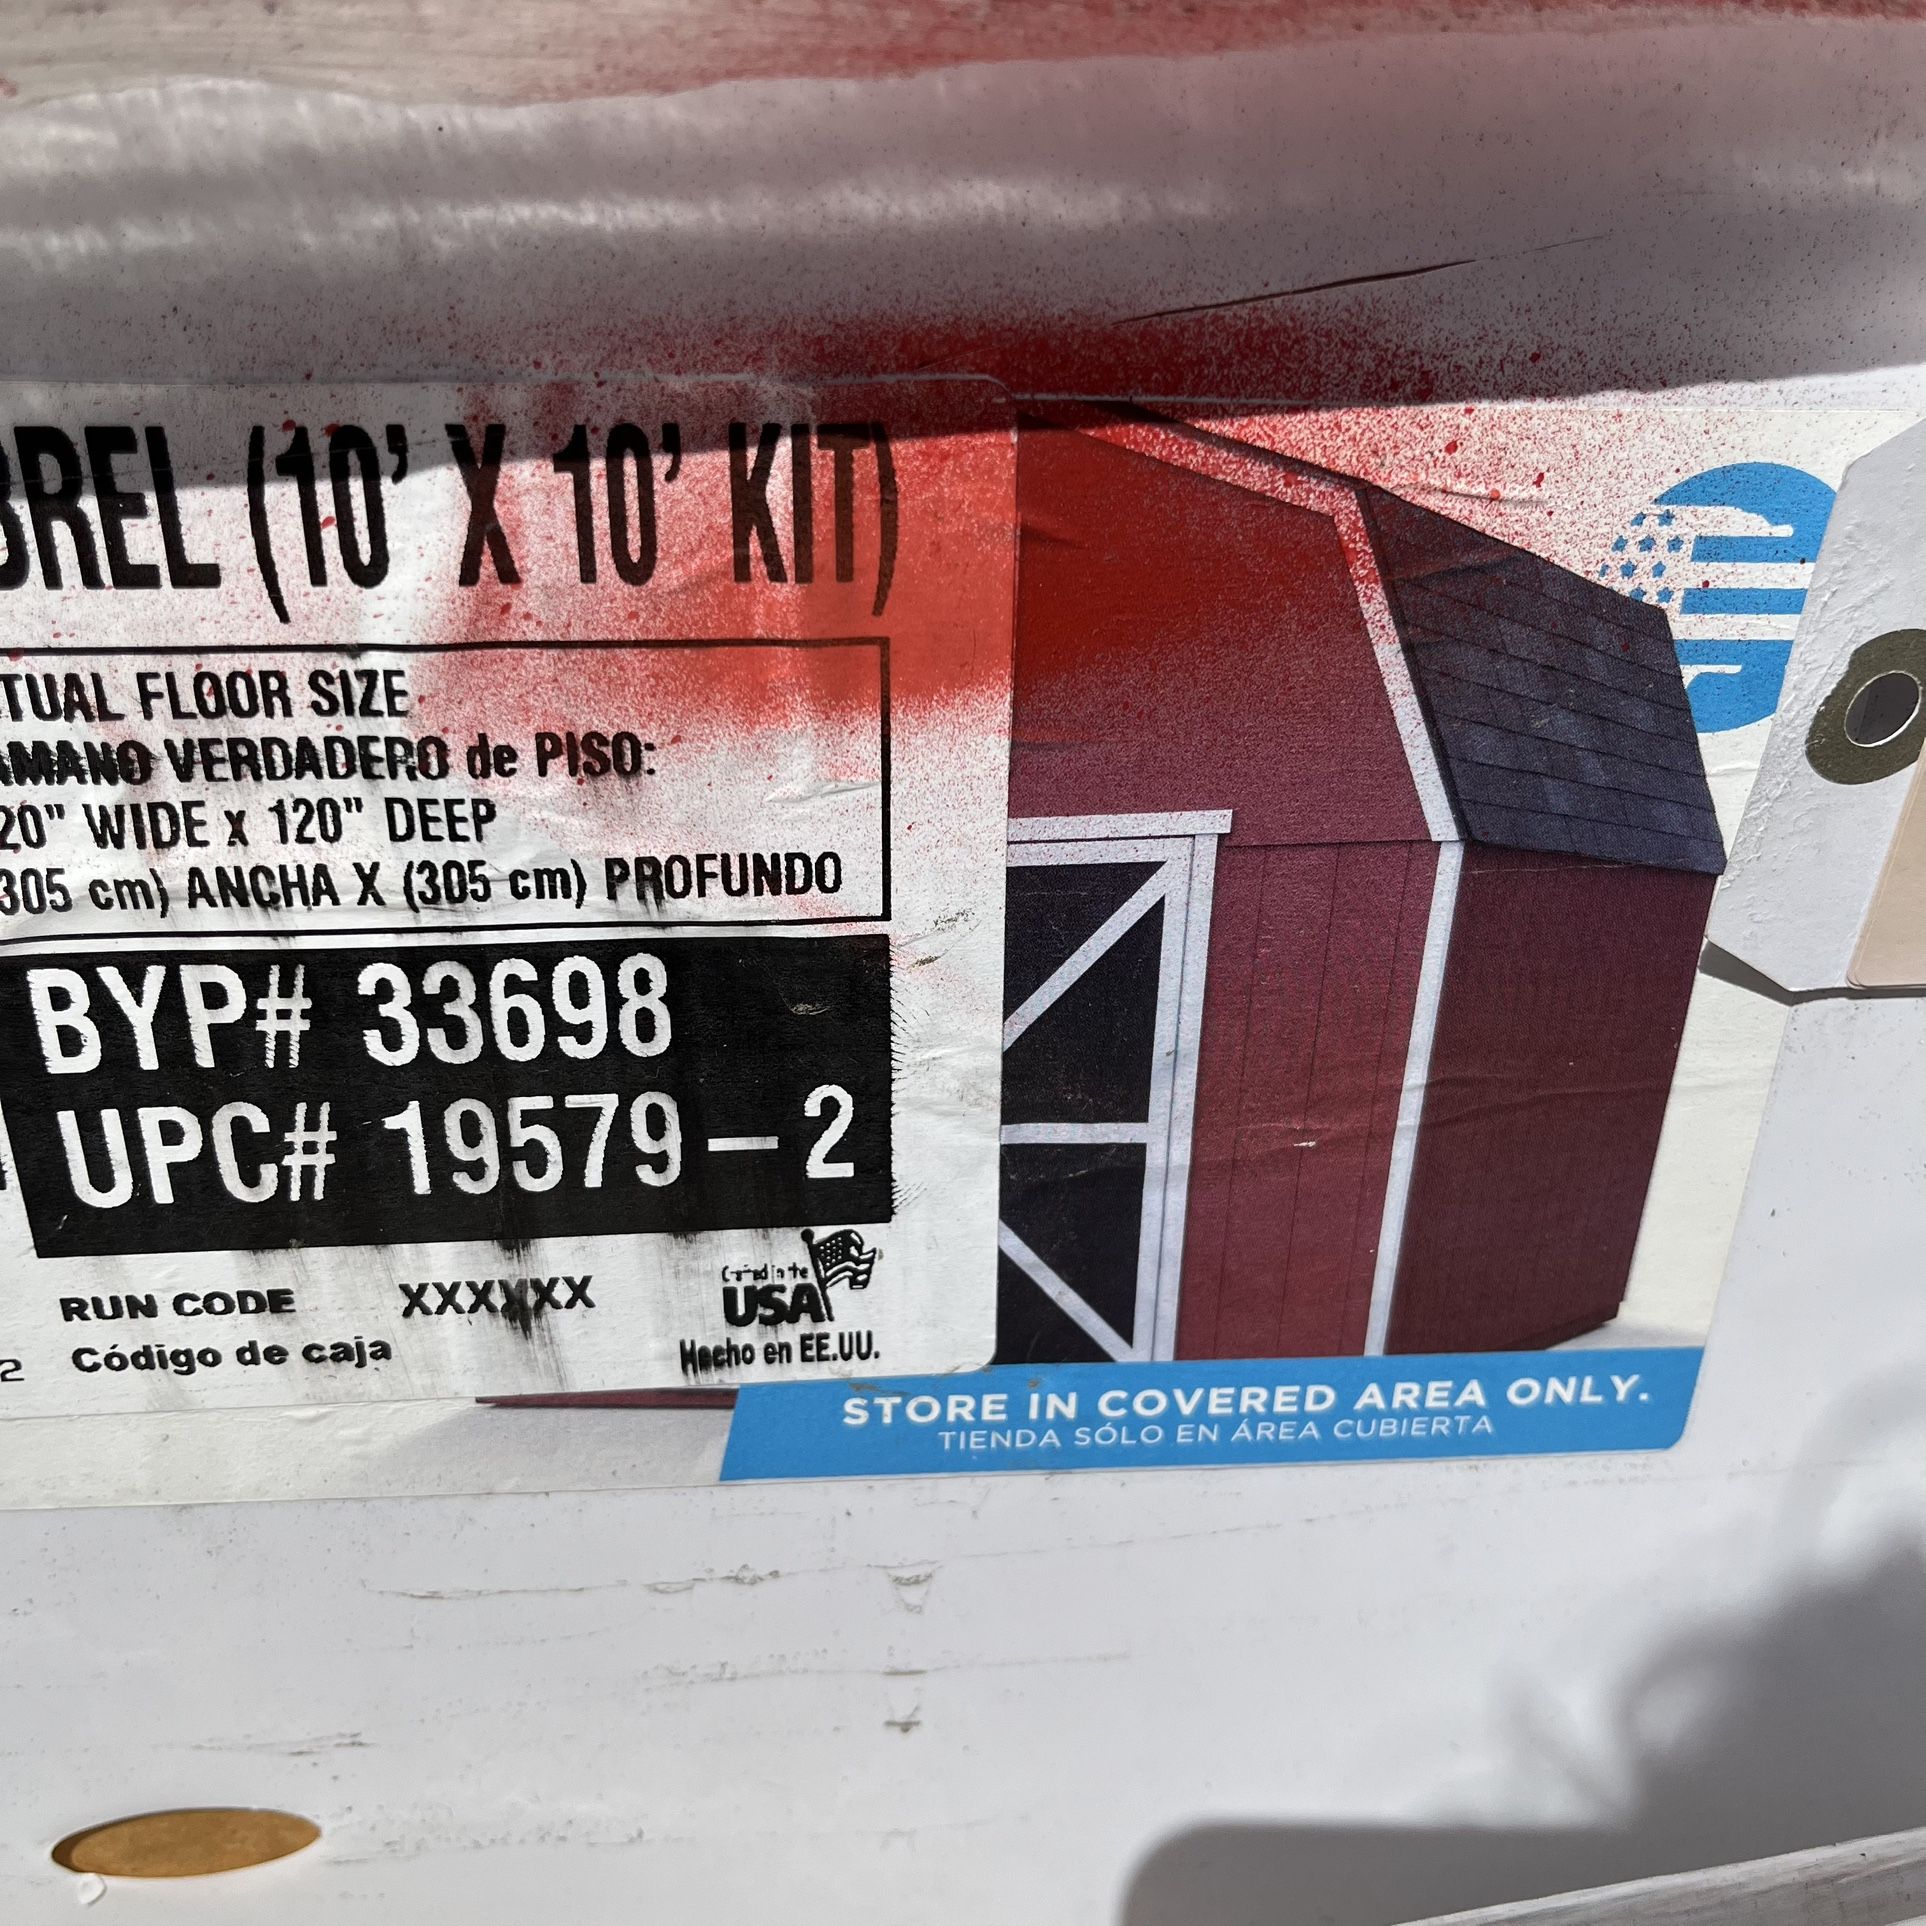 BREL (10' X 10' KIT)
TUAL FLOOR SIZE
AMANO VERDADERO de PISO:
20" WIDE x 120" DEEP
305 cm) ANCHA X (305 cm) PROFUNDO
BYP# 33698
UPC# 19579-2
RUN CODE XXXXXX
Código de caja
USA
Hecho en EE.UU.
2
STORE IN COVERED AREA ONLY.
TIENDA SÓLO EN ÁREA CUBIERTA